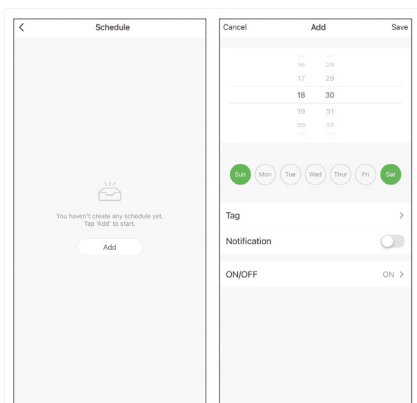 Schedule
You haven't create any schedule yet.
Tap 'Add' to start.
Add
Cancel Add Save
16 28
17 29
18 30
19 31
20 32
Sun Mon Tue Wed Thur Fri Sat
Tag
Notification
ON/OFF ON